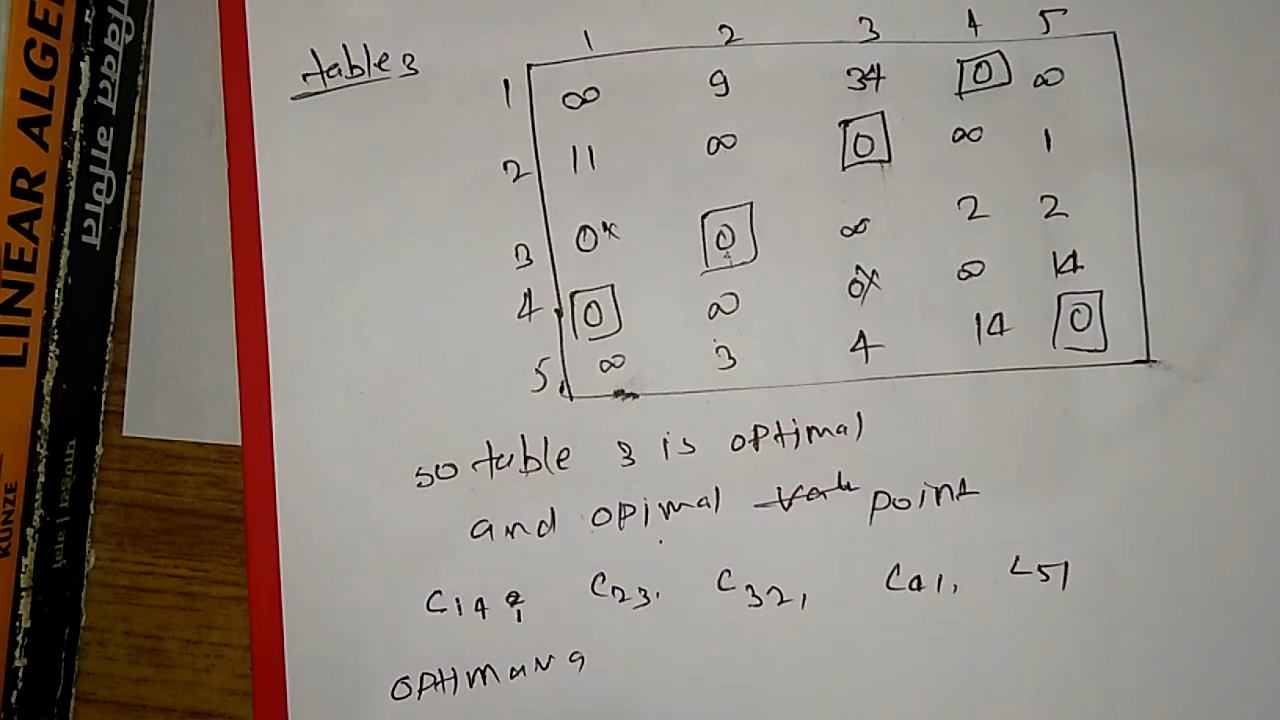 LINEAR ALGE
KUNZE
table 3
1 2 3 4 5
1 ∞ 9 34 0 ∞
2 11 ∞ 0 ∞ 1
3 0x 0 ∞ 2 2
4 0 ∞ 0x ∞ 14
5 ∞ 3 4 14 0
so table 3 is optimal
and opimal point
C14, C23, C32, C41, C51